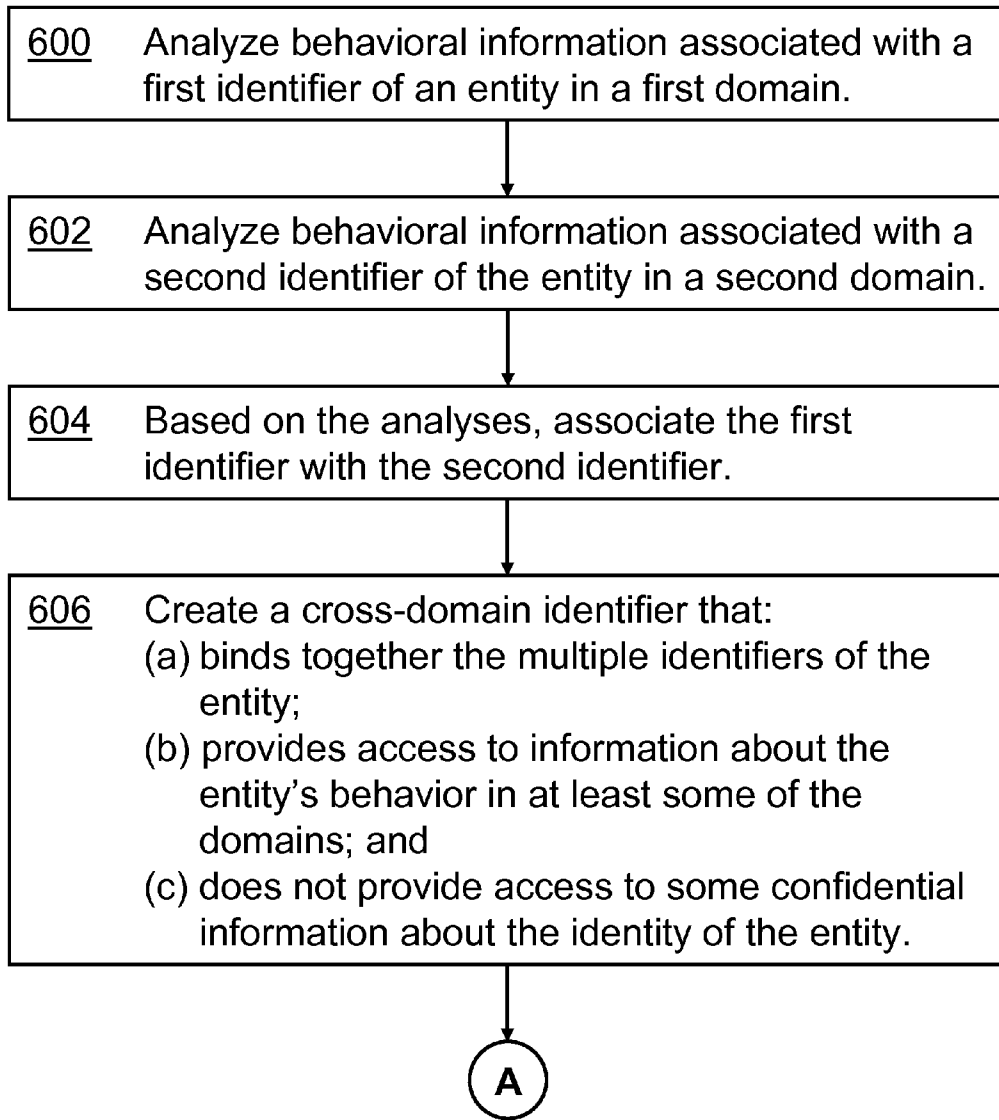 600 Analyze behavioral information associated with a
first identifier of an entity in a first domain.
602 Analyze behavioral information associated with a
second identifier of the entity in a second domain.
604 Based on the analyses, associate the first
identifier with the second identifier.
606 Create a cross-domain identifier that:
(a) binds together the multiple identifiers of the
entity;
(b) provides access to information about the
entity’s behavior in at least some of the
domains; and
(c) does not provide access to some confidential
information about the identity of the entity.
A